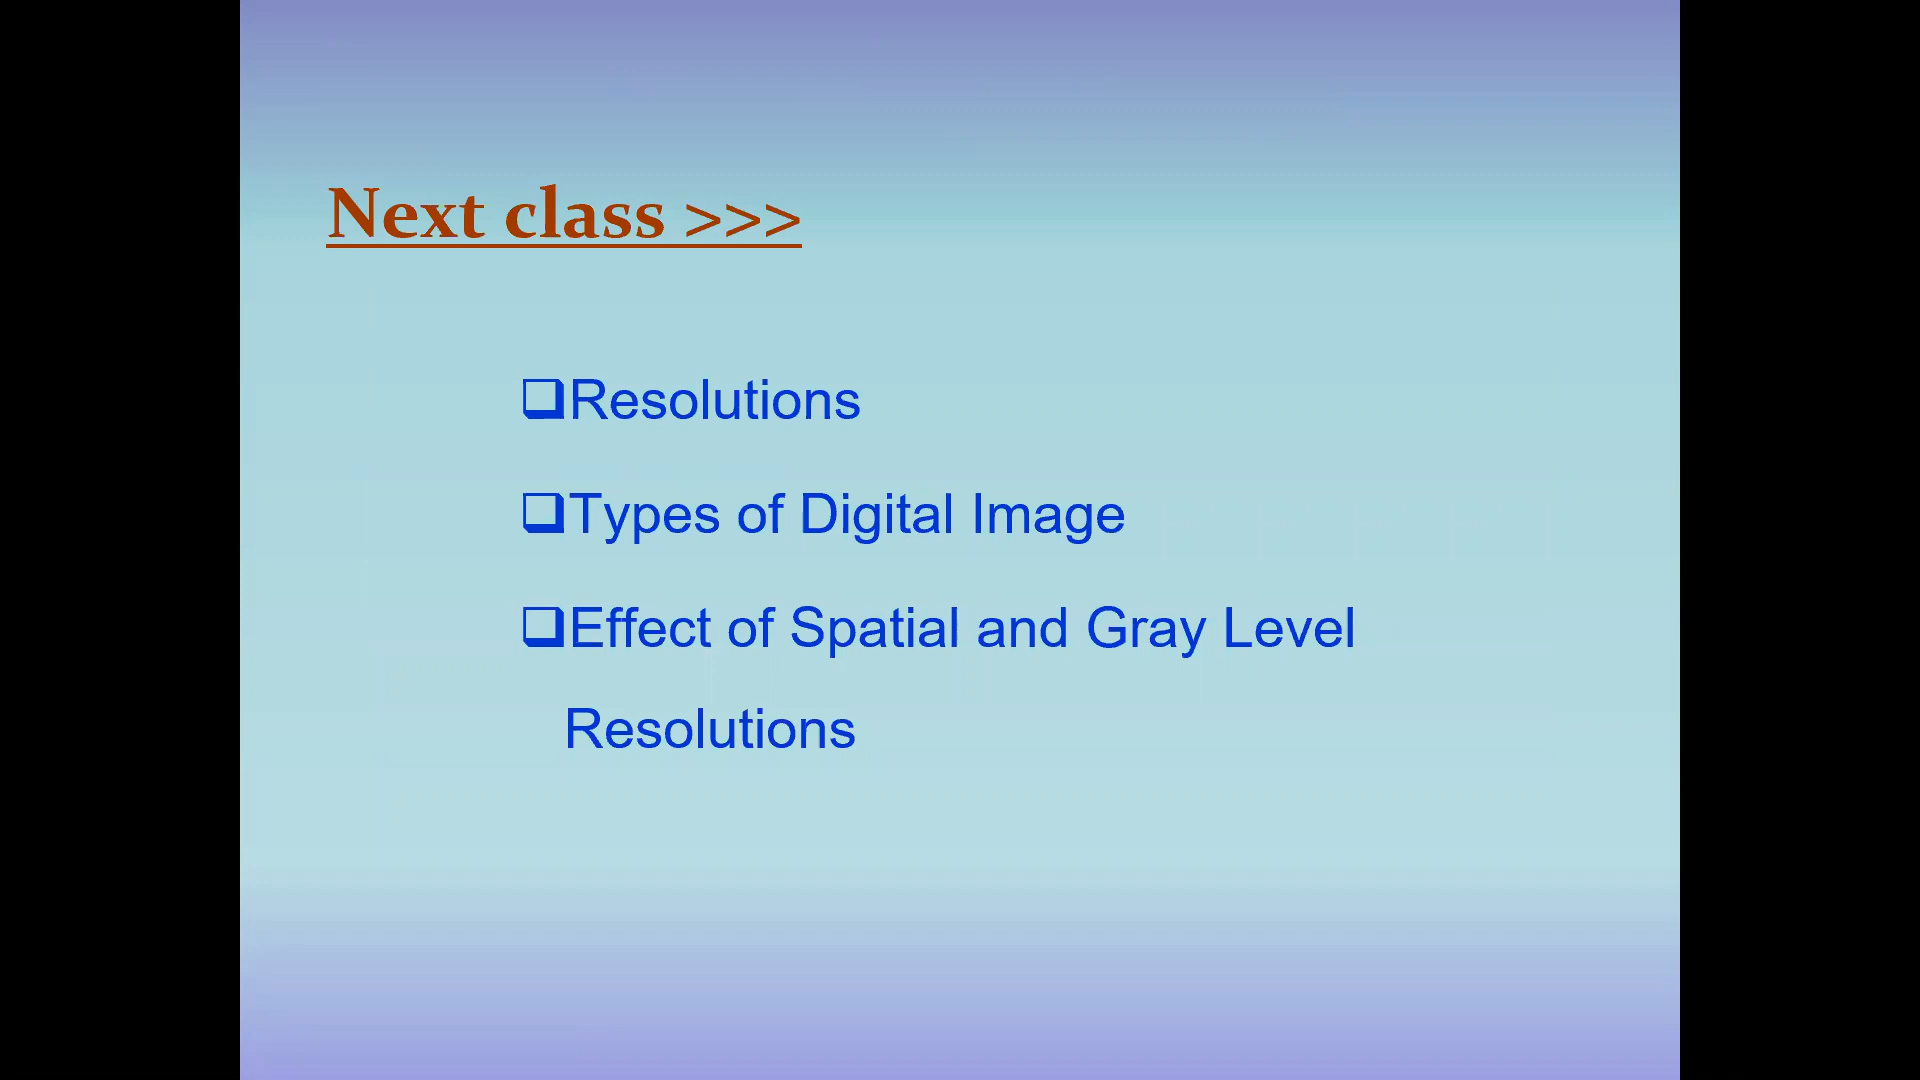 Next class >>>
❑Resolutions
❑Types of Digital Image
❑Effect of Spatial and Gray Level
Resolutions